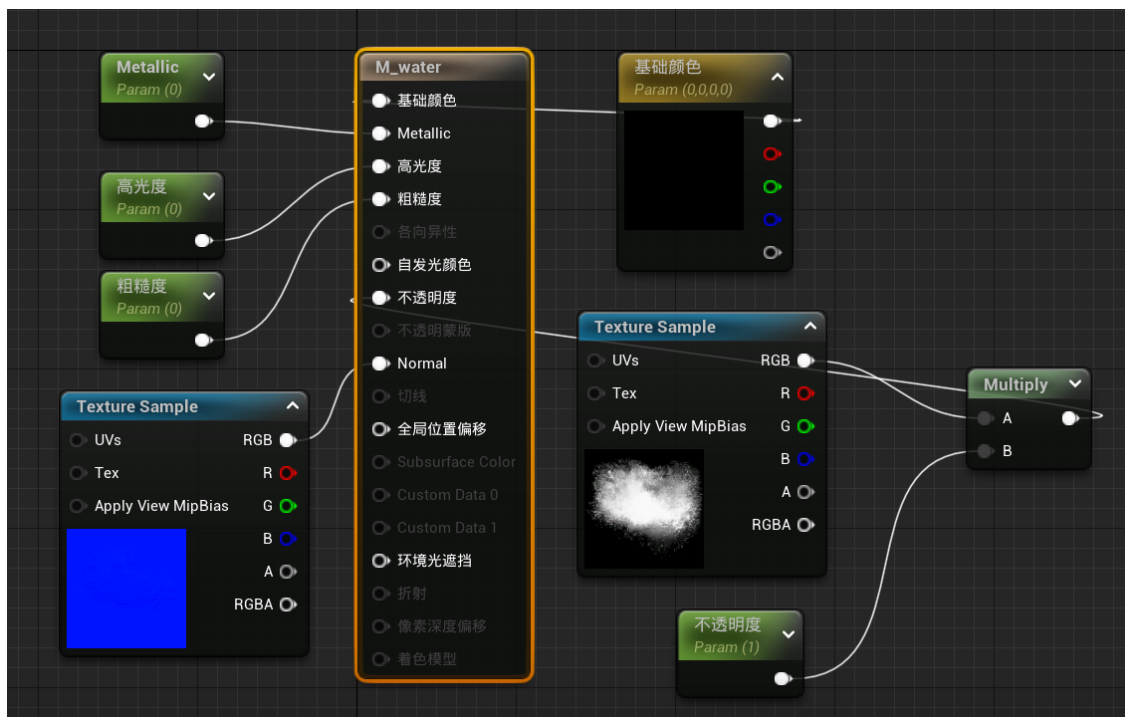 Metallic
Param (0)
高光度
Param (0)
粗糙度
Param (0)
Texture Sample
UVs RGB
Tex R
Apply View MipBias G
B
A
RGBA
M_water
基础颜色
Metallic
高光度
粗糙度
各向异性
自发光颜色
不透明度
不透明蒙版
Normal
切线
全局位置偏移
Subsurface Color
Custom Data 0
Custom Data 1
环境光遮挡
折射
像素深度偏移
着色模型
基础颜色
Param (0,0,0,0)
Texture Sample
UVs RGB
Tex R
Apply View MipBias G
B
A
RGBA
不透明度
Param (1)
Multiply
A
B